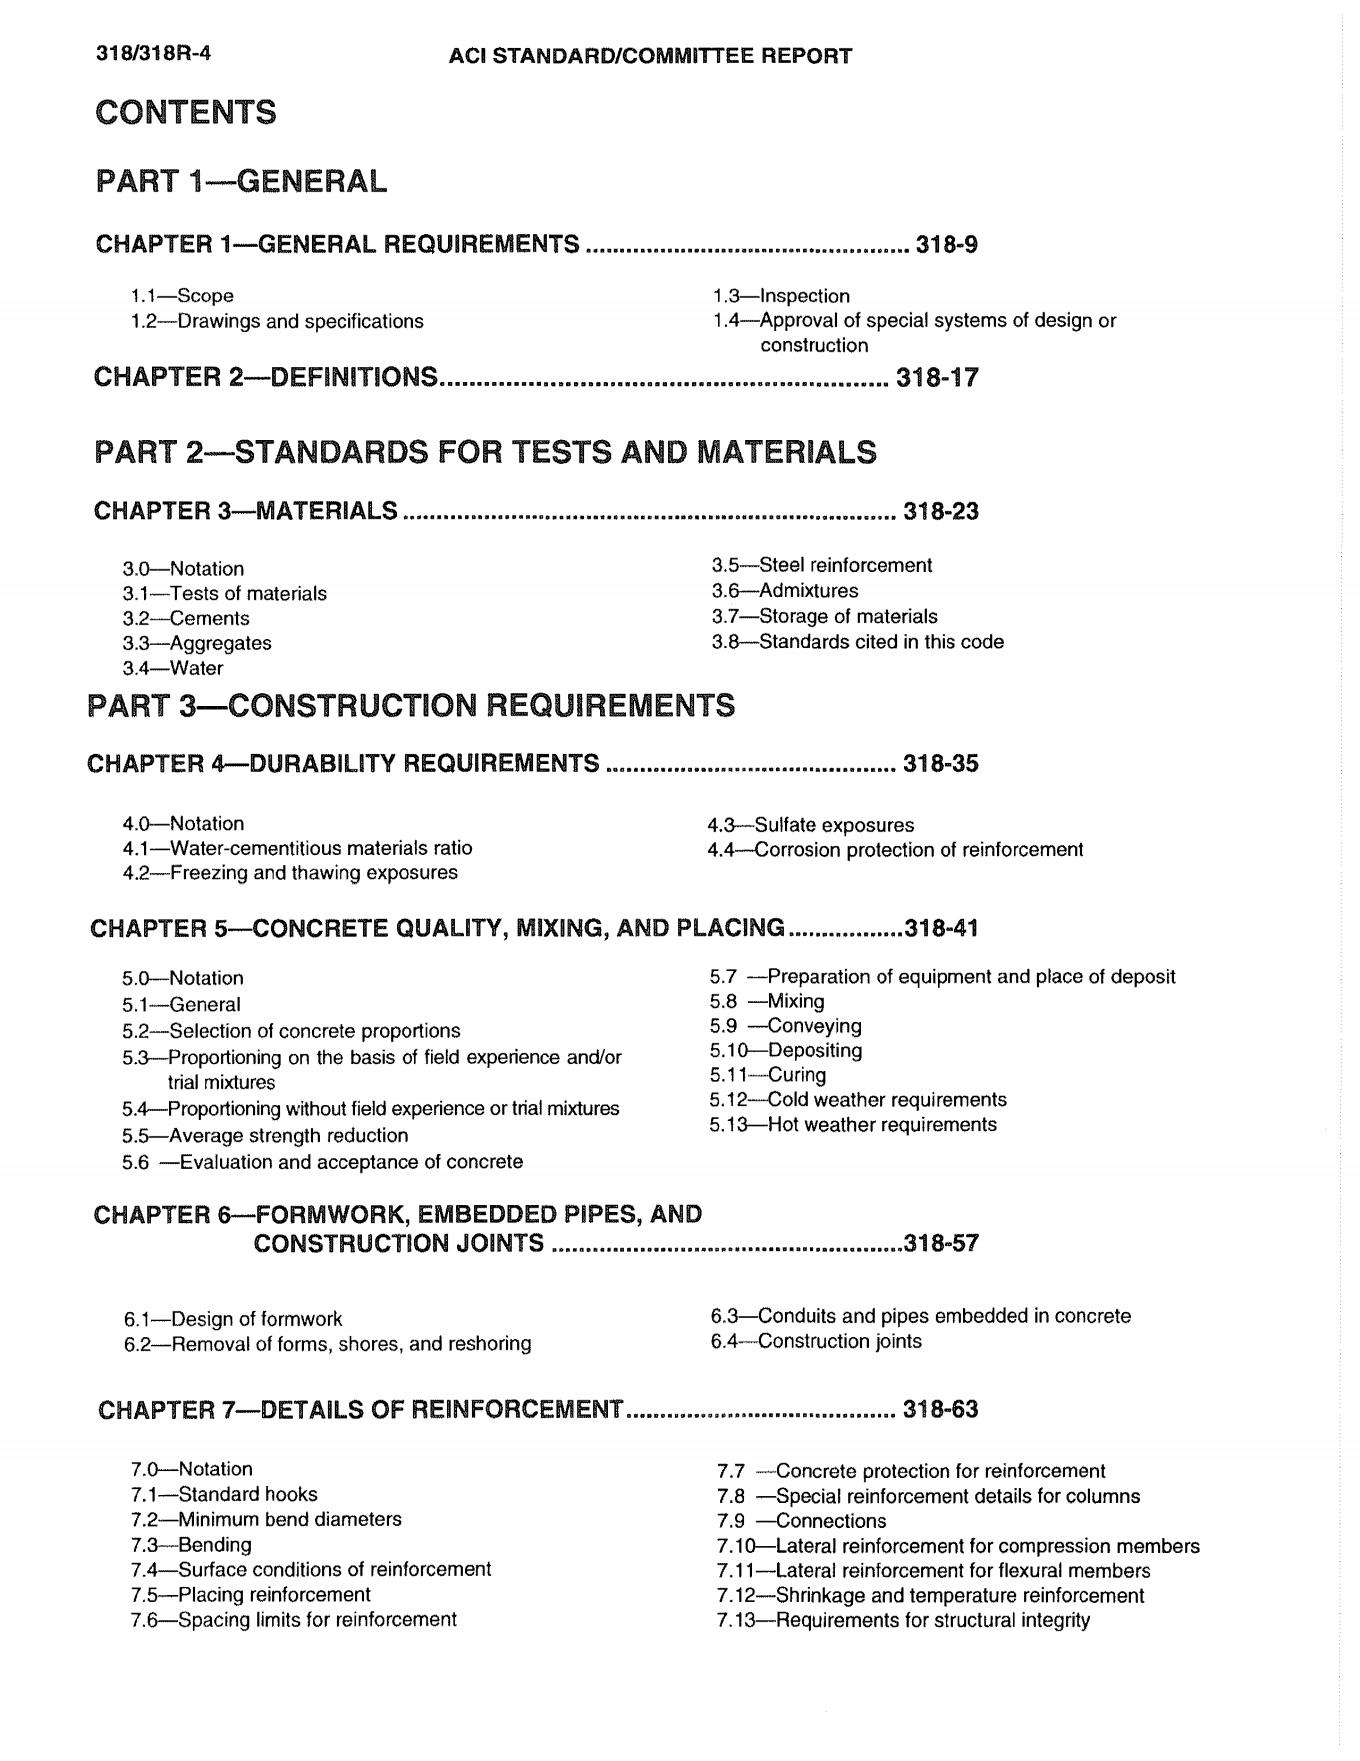 318/318R-4
ACI STANDARD/COMMITTEE REPORT
CONTENTS
PART 1—GENERAL
CHAPTER 1—GENERAL REQUIREMENTS ................................................ 318-9
1.1—Scope
1.2—Drawings and specifications
1.3—Inspection
1.4—Approval of special systems of design or
construction
CHAPTER 2—DEFINITIONS............................................................ 318-17
PART 2—STANDARDS FOR TESTS AND MATERIALS
CHAPTER 3—MATERIALS .......................................................................... 318-23
3.0—Notation
3.1—Tests of materials
3.2—Cements
3.3—Aggregates
3.4—Water
3.5—Steel reinforcement
3.6—Admixtures
3.7—Storage of materials
3.8—Standards cited in this code
PART 3—CONSTRUCTION REQUIREMENTS
CHAPTER 4—DURABILITY REQUIREMENTS ........................................... 318-35
4.0—Notation
4.1—Water-cementitious materials ratio
4.2—Freezing and thawing exposures
4.3—Sulfate exposures
4.4—Corrosion protection of reinforcement
CHAPTER 5—CONCRETE QUALITY, MIXING, AND PLACING.................318-41
5.0—Notation
5.1—General
5.2—Selection of concrete proportions
5.3—Proportioning on the basis of field experience and/or
trial mixtures
5.4—Proportioning without field experience or trial mixtures
5.5—Average strength reduction
5.6 —Evaluation and acceptance of concrete
5.7 —Preparation of equipment and place of deposit
5.8 —Mixing
5.9 —Conveying
5.10—Depositing
5.11—Curing
5.12—Cold weather requirements
5.13—Hot weather requirements
CHAPTER 6—FORMWORK, EMBEDDED PIPES, AND
CONSTRUCTION JOINTS ....................................................318-57
6.1—Design of formwork
6.2—Removal of forms, shores, and reshoring
6.3—Conduits and pipes embedded in concrete
6.4—Construction joints
CHAPTER 7—DETAILS OF REINFORCEMENT........................................ 318-63
7.0—Notation
7.1—Standard hooks
7.2—Minimum bend diameters
7.3—Bending
7.4—Surface conditions of reinforcement
7.5—Placing reinforcement
7.6—Spacing limits for reinforcement
7.7 —Concrete protection for reinforcement
7.8 —Special reinforcement details for columns
7.9 —Connections
7.10—Lateral reinforcement for compression members
7.11—Lateral reinforcement for flexural members
7.12—Shrinkage and temperature reinforcement
7.13—Requirements for structural integrity